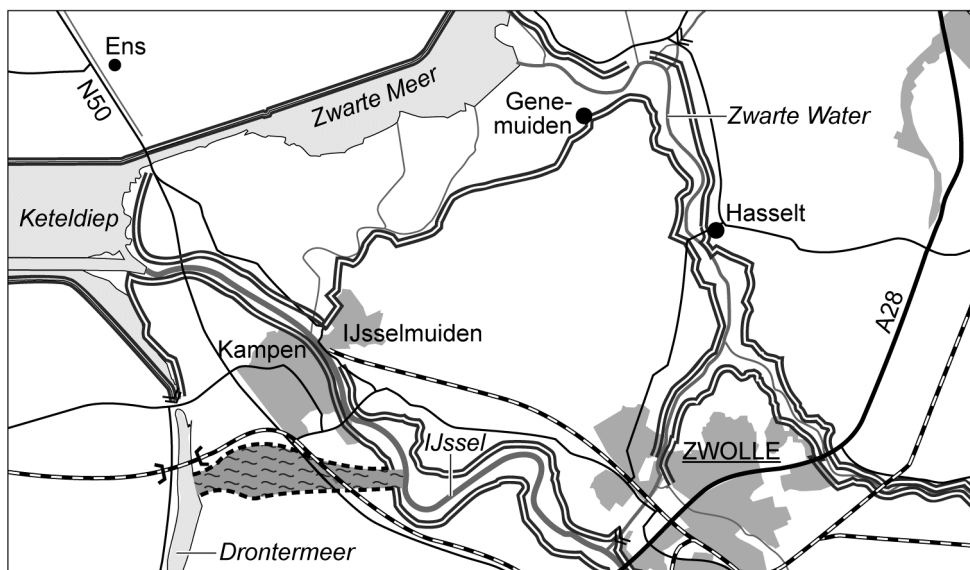 Ens
N50
Zwarte Meer
Gene-
muiden
Zwarte Water
Keteldiep
Hasselt
A28
IJsselmuiden
Kampen
IJssel
ZWOLLE
Drontermeer